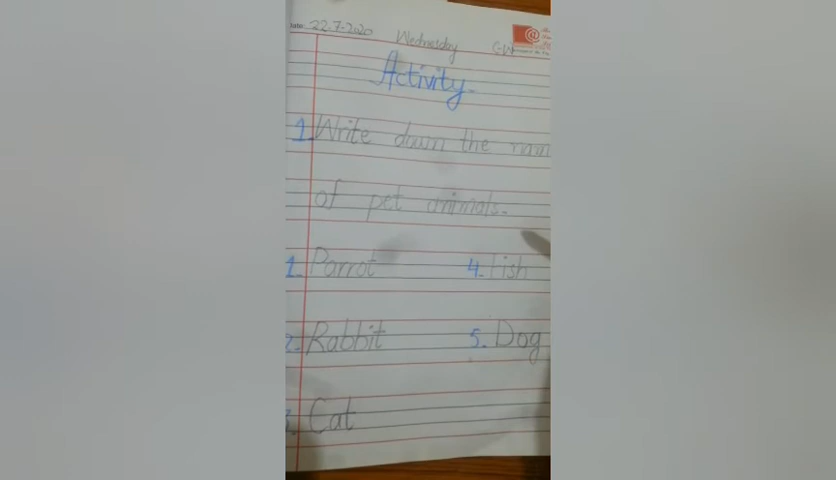 22-7-2020 Wednesday C-W
Activity-
1. Write down the nam
of pet animals.
1. Parrot 4. Fish
2. Rabbit 5. Dog
3. Cat